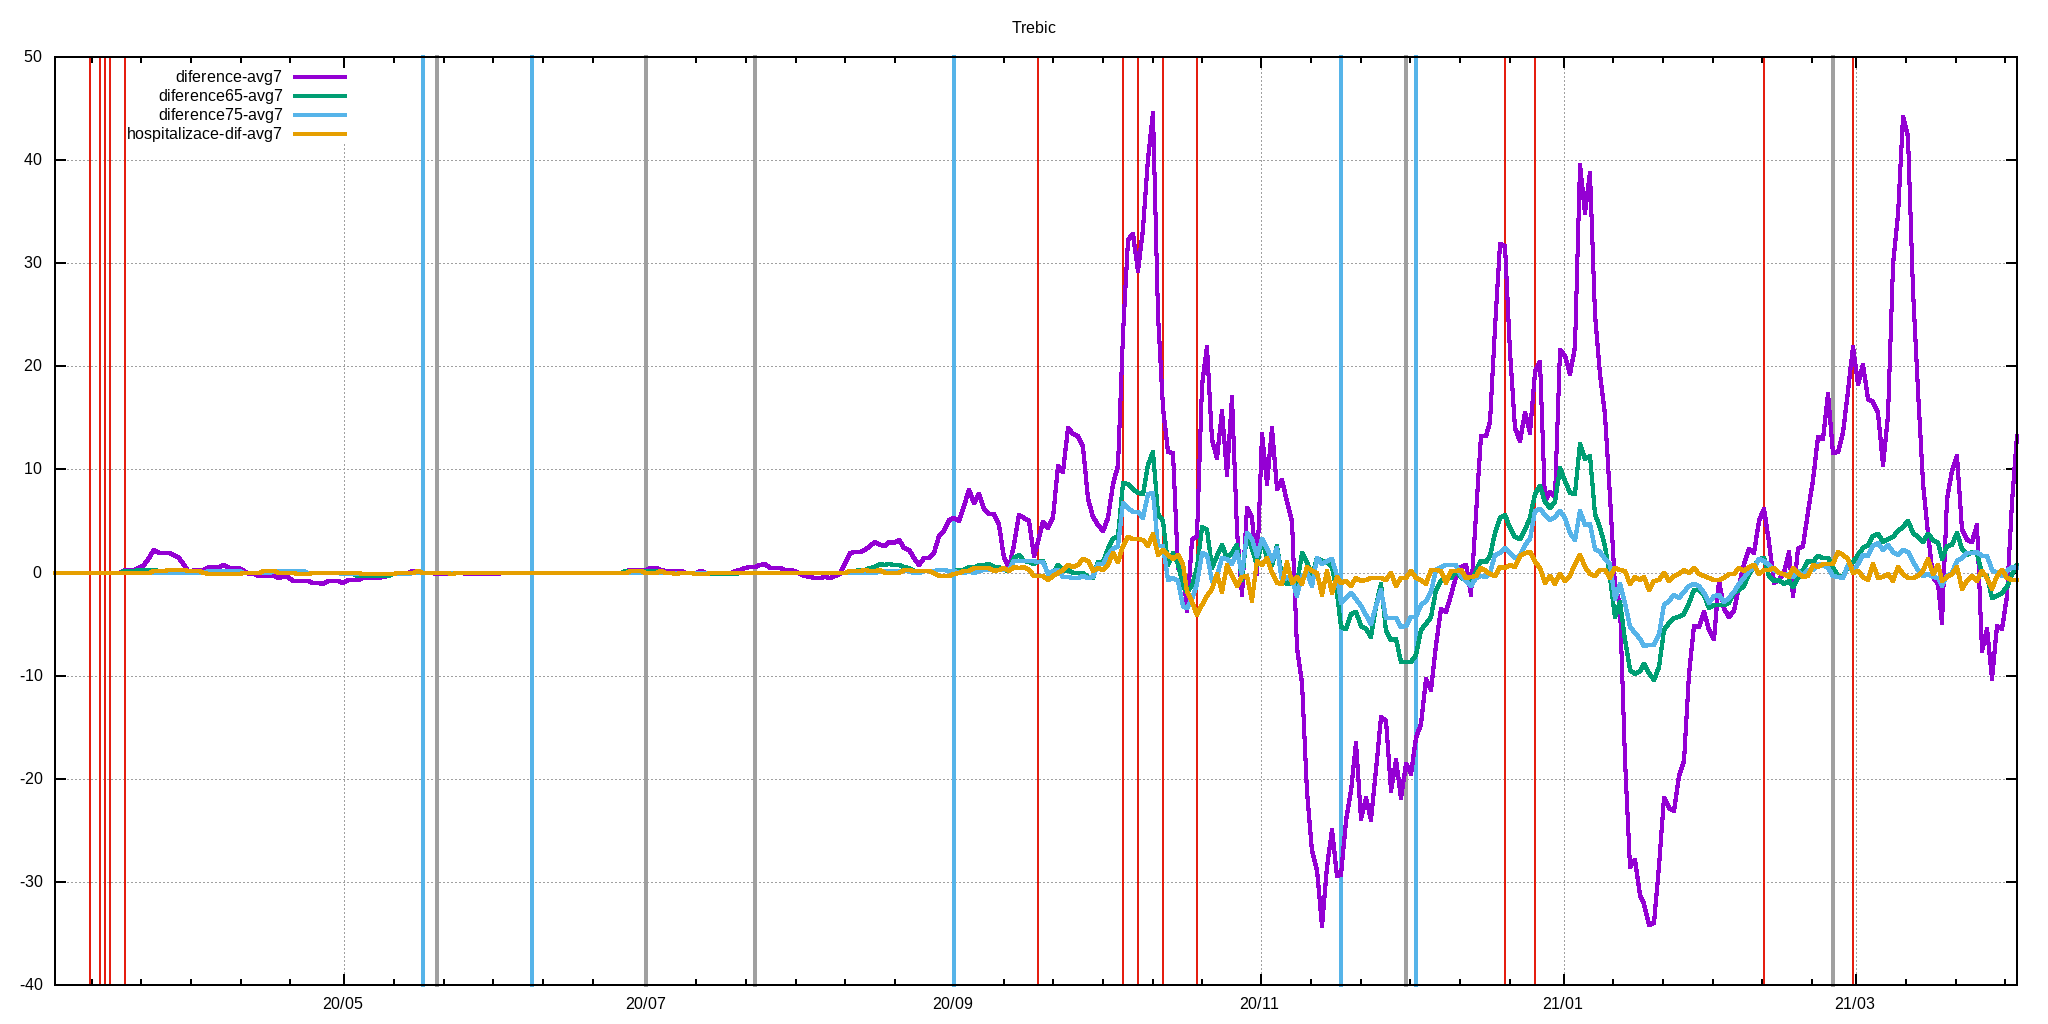 Trebic
diference-avg7
diference65-avg7
diference75-avg7
hospitalizace-dif-avg7
50
40
30
20
10
0
-10
-20
-30
-40
20/05 20/07 20/09 20/11 21/01 21/03